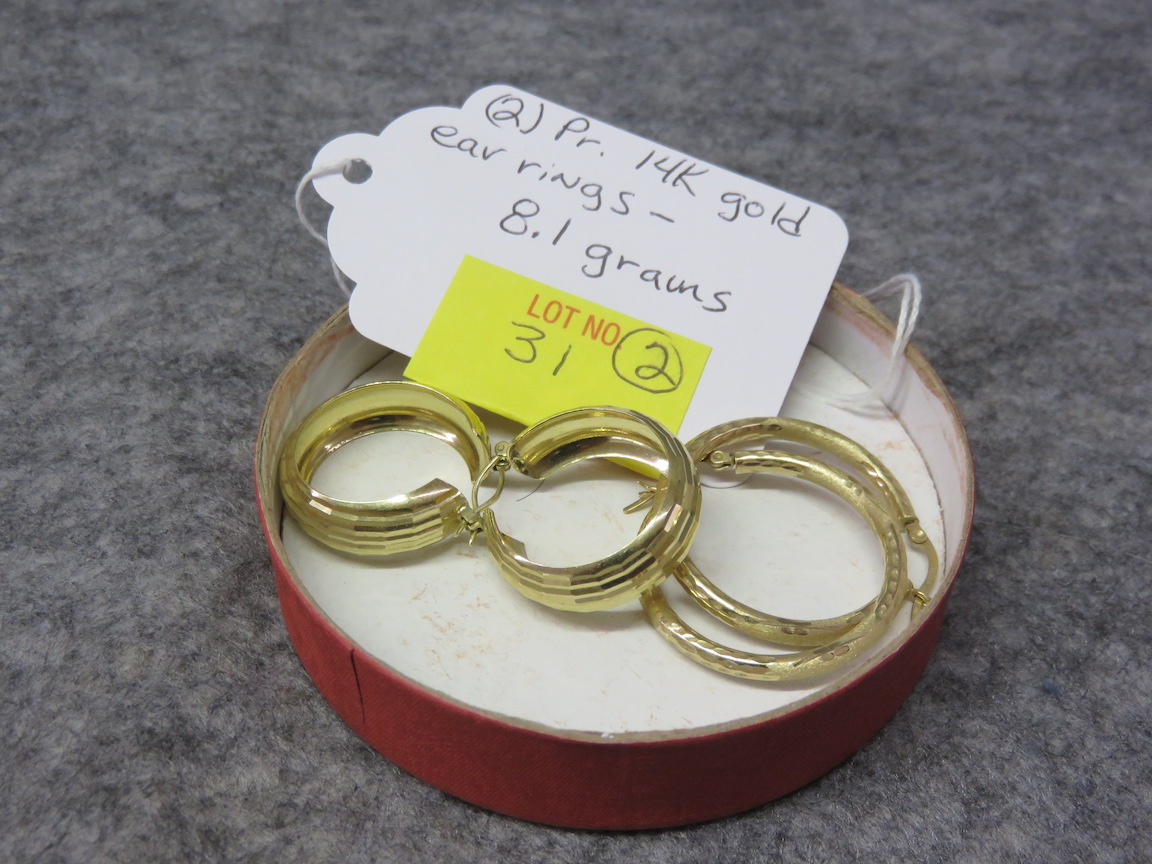 (2) Pr. 14K gold
ear rings -
8.1 grams
LOT NO
31 2